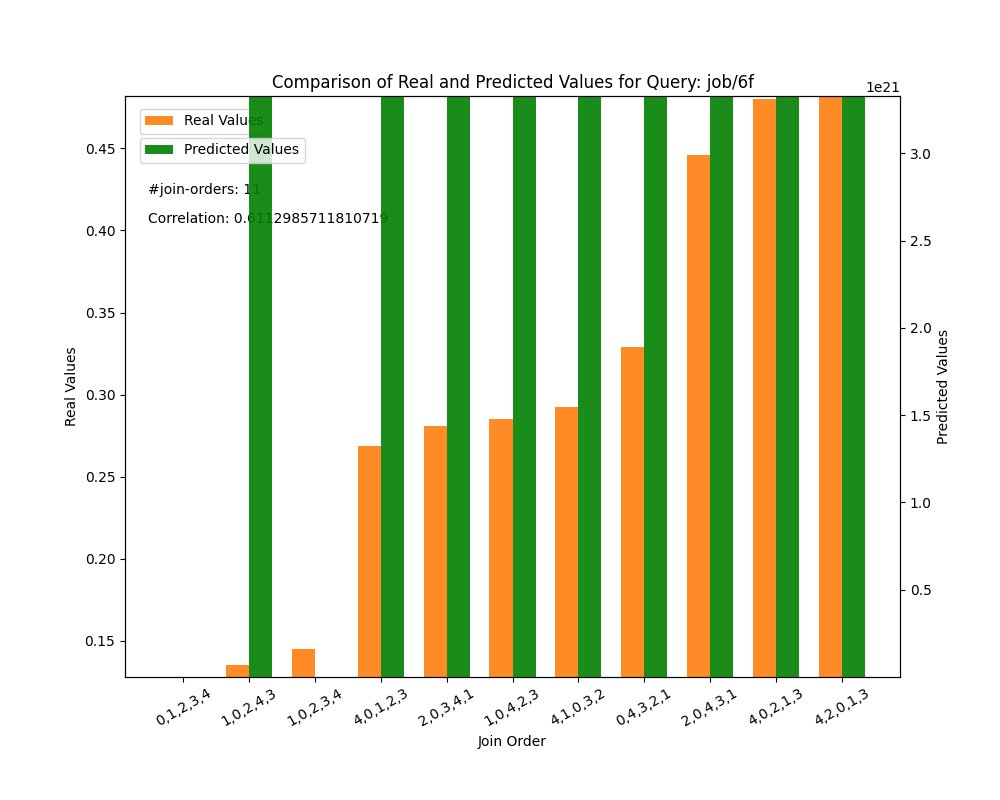 Comparison of Real and Predicted Values for Query: job/6f
1e21
Real Values
Predicted Values
#join-orders: 11
Correlation: 0.6112985711810719
0.45
0.40
0.35
0.30
0.25
0.20
0.15
Real Values
3.0
2.5
2.0
1.5
1.0
0.5
Predicted Values
0,1,2,3,4
1,0,2,4,3
1,0,2,3,4
4,0,1,2,3
2,0,3,4,1
1,0,4,2,3
4,1,0,3,2
0,4,3,2,1
2,0,4,3,1
4,0,2,1,3
4,2,0,1,3
Join Order